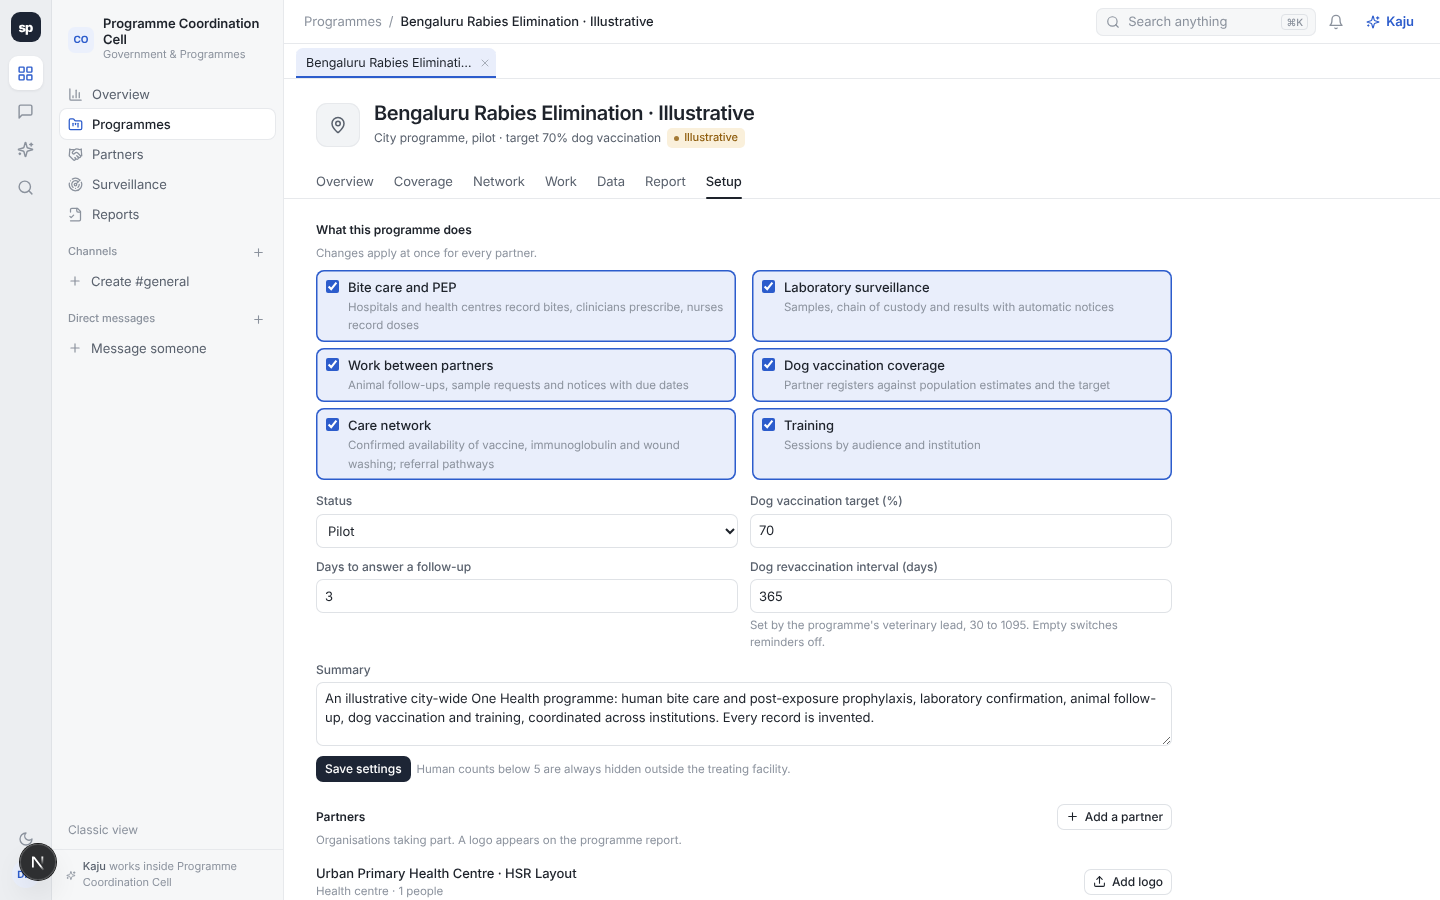 sp
CO
Programme Coordination
Cell
Government & Programmes
Overview
Programmes
Partners
Surveillance
Reports
Channels
Create #general
Direct messages
Message someone
Classic view
N
Kaju works inside Programme
Coordination Cell
Programmes / Bengaluru Rabies Elimination · Illustrative
Search anything
⌘K
Kaju
Bengaluru Rabies Eliminati...
Bengaluru Rabies Elimination · Illustrative
City programme, pilot · target 70% dog vaccination
Illustrative
Overview
Coverage
Network
Work
Data
Report
Setup
What this programme does
Changes apply at once for every partner.
Bite care and PEP
Hospitals and health centres record bites, clinicians prescribe, nurses
record doses
Laboratory surveillance
Samples, chain of custody and results with automatic notices
Work between partners
Animal follow-ups, sample requests and notices with due dates
Dog vaccination coverage
Partner registers against population estimates and the target
Care network
Confirmed availability of vaccine, immunoglobulin and wound
washing; referral pathways
Training
Sessions by audience and institution
Status
Pilot
Dog vaccination target (%)
70
Days to answer a follow-up
3
Dog revaccination interval (days)
365
Set by the programme's veterinary lead, 30 to 1095. Empty switches
reminders off.
Summary
An illustrative city-wide One Health programme: human bite care and post-exposure prophylaxis, laboratory confirmation, animal follow-
up, dog vaccination and training, coordinated across institutions. Every record is invented.
Save settings
Human counts below 5 are always hidden outside the treating facility.
Partners
Add a partner
Organisations taking part. A logo appears on the programme report.
Urban Primary Health Centre · HSR Layout
Health centre · 1 people
Add logo